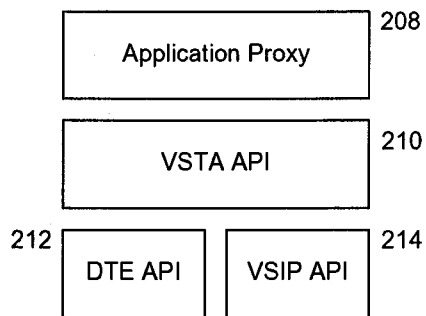 208
Application Proxy
210
VSTA API
212
DTE API
VSIP API
214